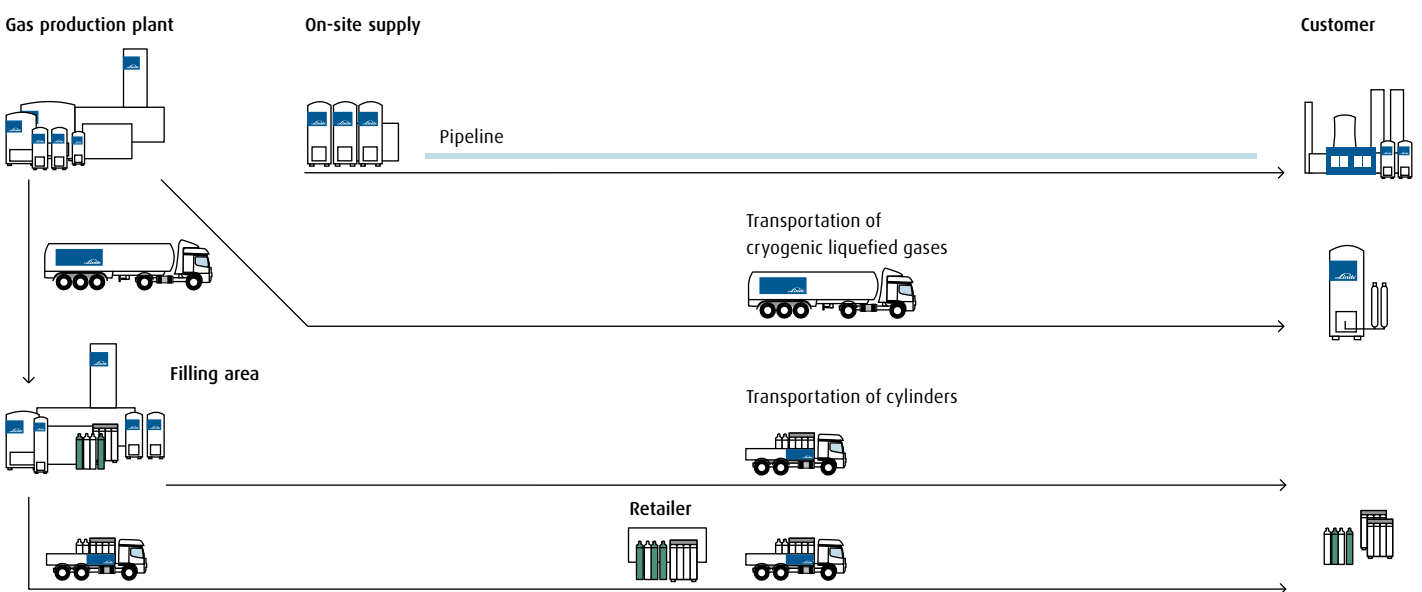 Gas production plant
On-site supply
Customer
Pipeline
Transportation of
cryogenic liquefied gases
Filling area
Transportation of cylinders
Retailer
Linde